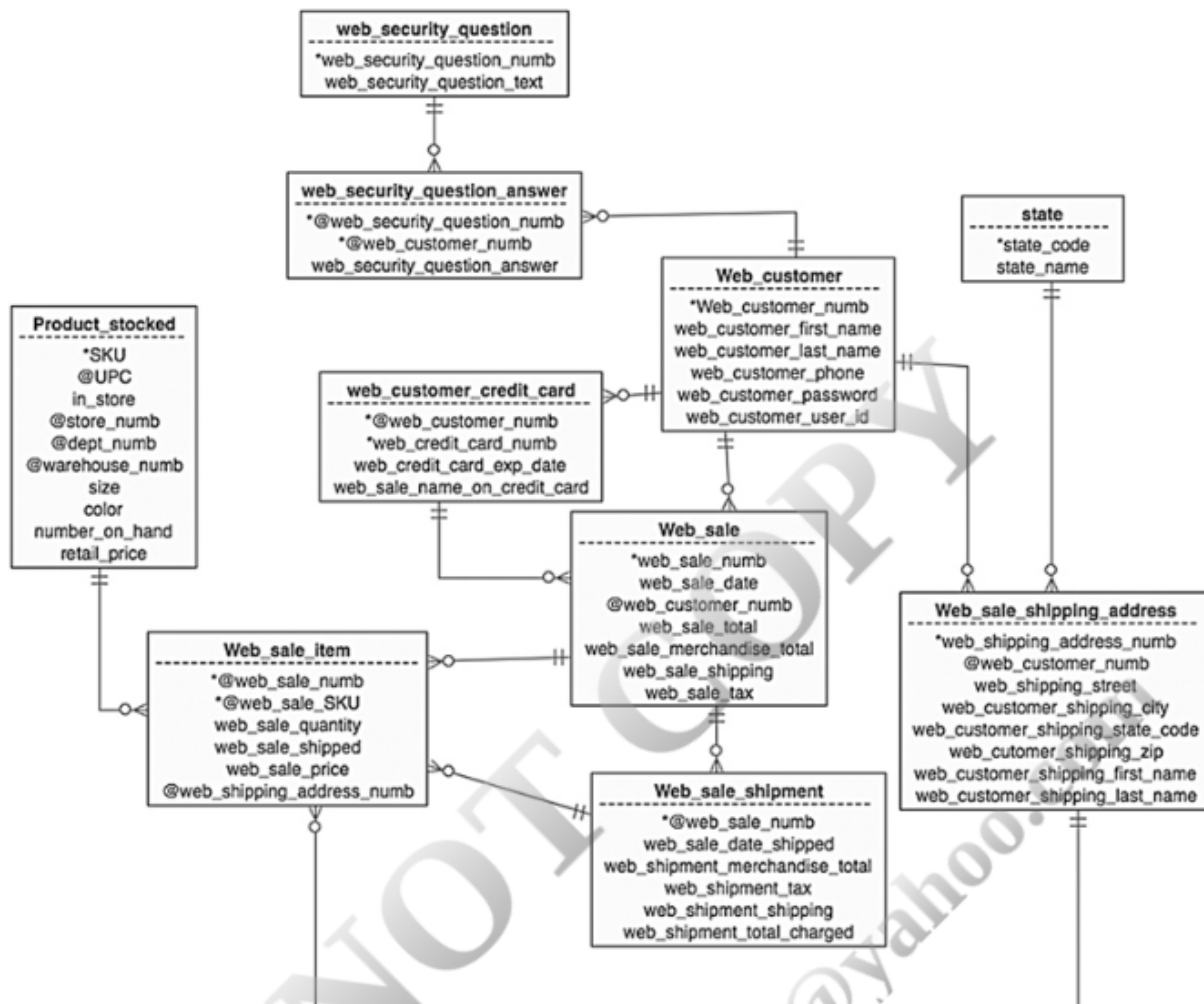 web_security_question
*web_security_question_numb
web_security_question_text
web_security_question_answer
*@web_security_question_numb
*@web_customer_numb
web_security_question_answer
state
*state_code
state_name
Web_customer
*Web_customer_numb
web_customer_first_name
web_customer_last_name
web_customer_phone
web_customer_password
web_customer_user_id
Product_stocked
*SKU
@UPC
in_store
@store_numb
@dept_numb
@warehouse_numb
size
color
number_on_hand
retail_price
web_customer_credit_card
*@web_customer_numb
*web_credit_card_numb
web_credit_card_exp_date
web_sale_name_on_credit_card
Web_sale
*web_sale_numb
web_sale_date
@web_customer_numb
web_sale_total
web_sale_merchandise_total
web_sale_shipping
web_sale_tax
Web_sale_shipping_address
*web_shipping_address_numb
@web_customer_numb
web_shipping_street
web_customer_shipping_city
web_customer_shipping_state_code
web_cutomer_shipping_zip
web_customer_shipping_first_name
web_customer_shipping_last_name
Web_sale_item
*@web_sale_numb
*@web_sale_SKU
web_sale_quantity
web_sale_shipped
web_sale_price
@web_shipping_address_numb
Web_sale_shipment
*@web_sale_numb
web_sale_date_shipped
web_shipment_merchandise_total
web_shipment_tax
web_shipment_shipping
web_shipment_total_charged
NOT COPY
@yahoo.com